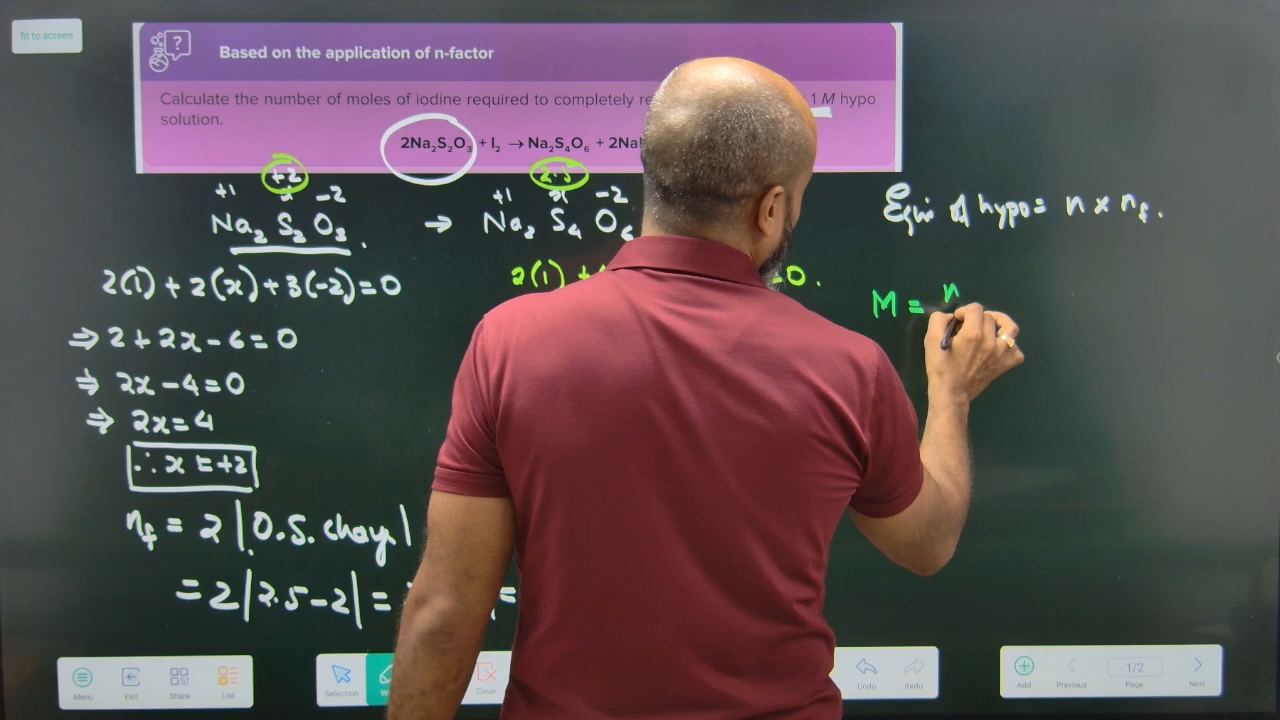 fit to screen
Based on the application of n-factor
Calculate the number of moles of iodine required to completely re 1 M hypo
solution.
2Na₂S₂O₃ + I₂ → Na₂S₄O₆ + 2NaI
+2 2.5
+1 x -2 +1 x -2
Na₂ S₂ O₃. → Na₂ S₄ O₆
Equi of hypo = n × n_f.
2(1) + 2(x) + 3(-2) = 0
2(1) + =0.
M = n
⇒ 2 + 2x - 6 = 0
⇒ 2x - 4 = 0
⇒ 2x = 4
∴ x = +2
n_f = 2 |O.S. |
= 2 |2.5 - 2| = =
Menu Exit Share List Selection Clear Undo Redo Add Previous 1/2 Page Next